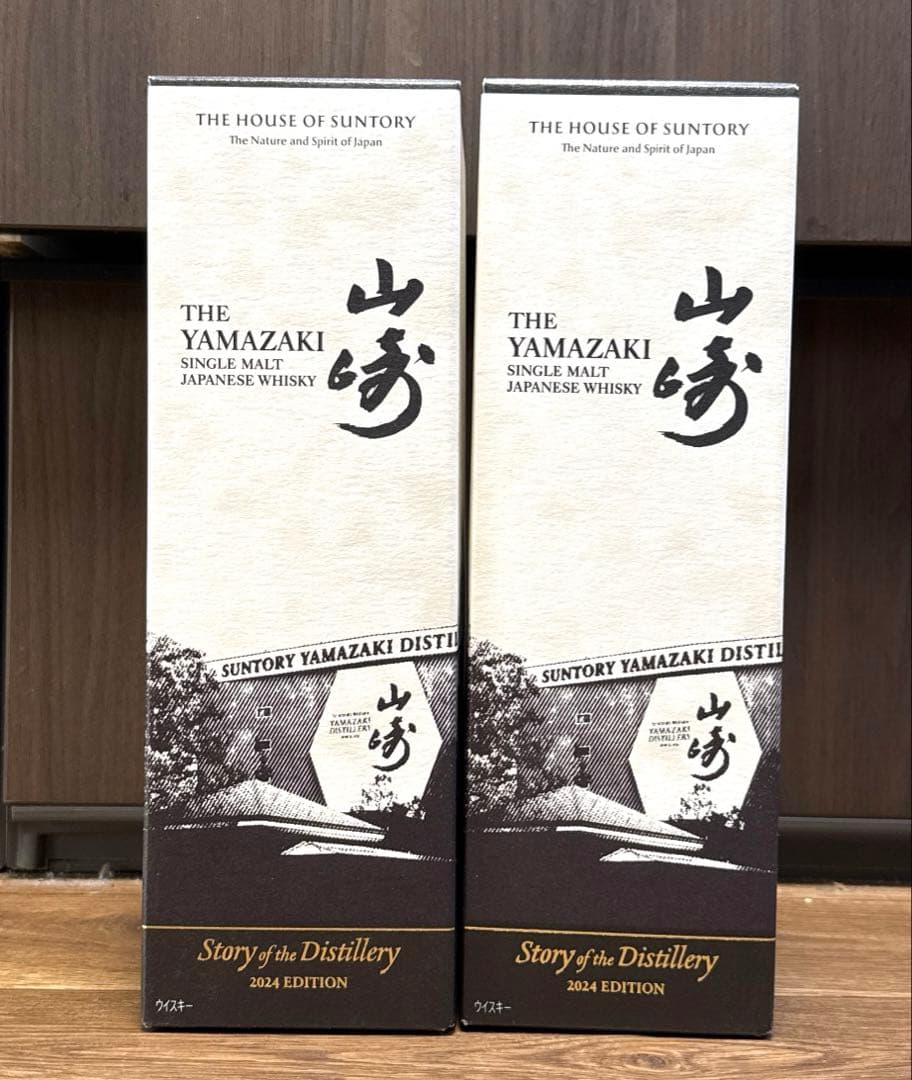 THE HOUSE OF SUNTORY
The Nature and Spirit of Japan
THE
YAMAZAKI
SINGLE MALT
JAPANESE WHISKY
山崎
SUNTORY YAMAZAKI DISTIL
YAMAZAKI
DISTILLERY
山崎
Story of the Distillery
2024 EDITION
ウイスキー
THE HOUSE OF SUNTORY
The Nature and Spirit of Japan
THE
YAMAZAKI
SINGLE MALT
JAPANESE WHISKY
山崎
SUNTORY YAMAZAKI DISTIL
YAMAZAKI
DISTILLERY
山崎
Story of the Distillery
2024 EDITION
ウイスキー